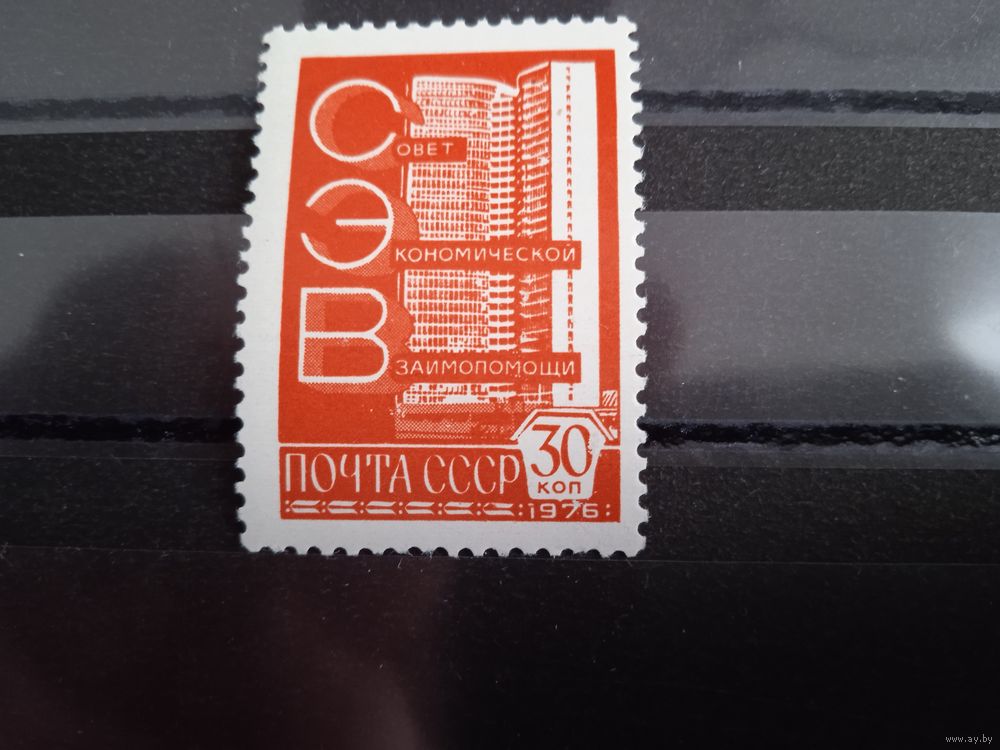 СОВЕТ
ЭКОНОМИЧЕСКОЙ
ВЗАИМОПОМОЩИ
ПОЧТА СССР
30
КОП
1976
www.ay.by